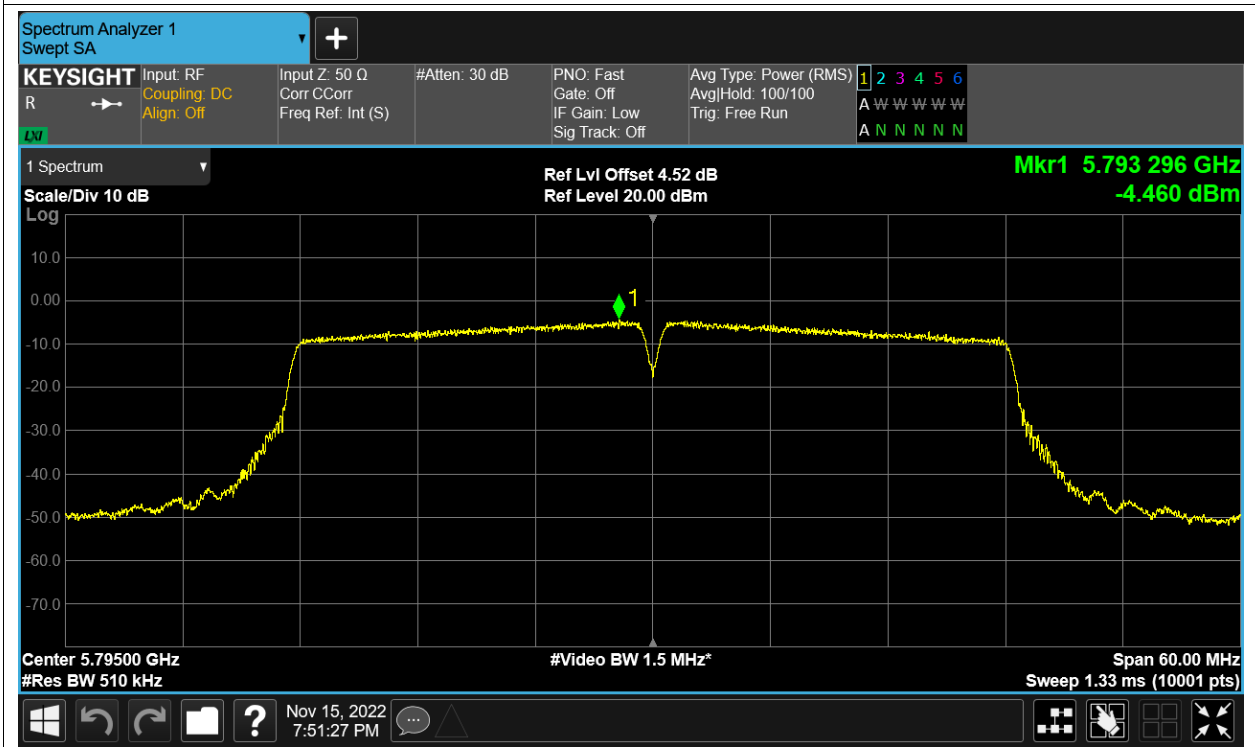 Spectrum Analyzer 1
Swept SA
KEYSIGHT
R
LXI
Input: RF
Coupling: DC
Align: Off
Input Z: 50 Ω
Corr CCorr
Freq Ref: Int (S)
#Atten: 30 dB
PNO: Fast
Gate: Off
IF Gain: Low
Sig Track: Off
Avg Type: Power (RMS)
Avg|Hold: 100/100
Trig: Free Run
1 2 3 4 5 6
A W W W W W
A N N N N N
1 Spectrum
Scale/Div 10 dB
Log
Ref Lvl Offset 4.52 dB
Ref Level 20.00 dBm
Mkr1 5.793 296 GHz
-4.460 dBm
10.0
0.00
-10.0
-20.0
-30.0
-40.0
-50.0
-60.0
-70.0
1
Center 5.79500 GHz
#Res BW 510 kHz
#Video BW 1.5 MHz*
Span 60.00 MHz
Sweep 1.33 ms (10001 pts)
?
Nov 15, 2022
7:51:27 PM